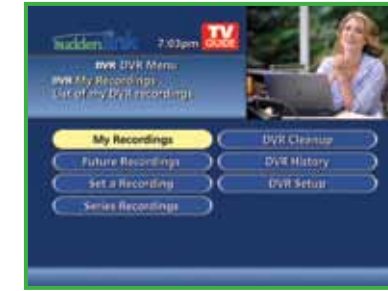 suddenlink 7:03pm TV GUIDE
DVR DVR Menu
DVR My Recordings
List of my DVR recordings
My Recordings
DVR Cleanup
Future Recordings
DVR History
Set a Recording
DVR Setup
Series Recordings